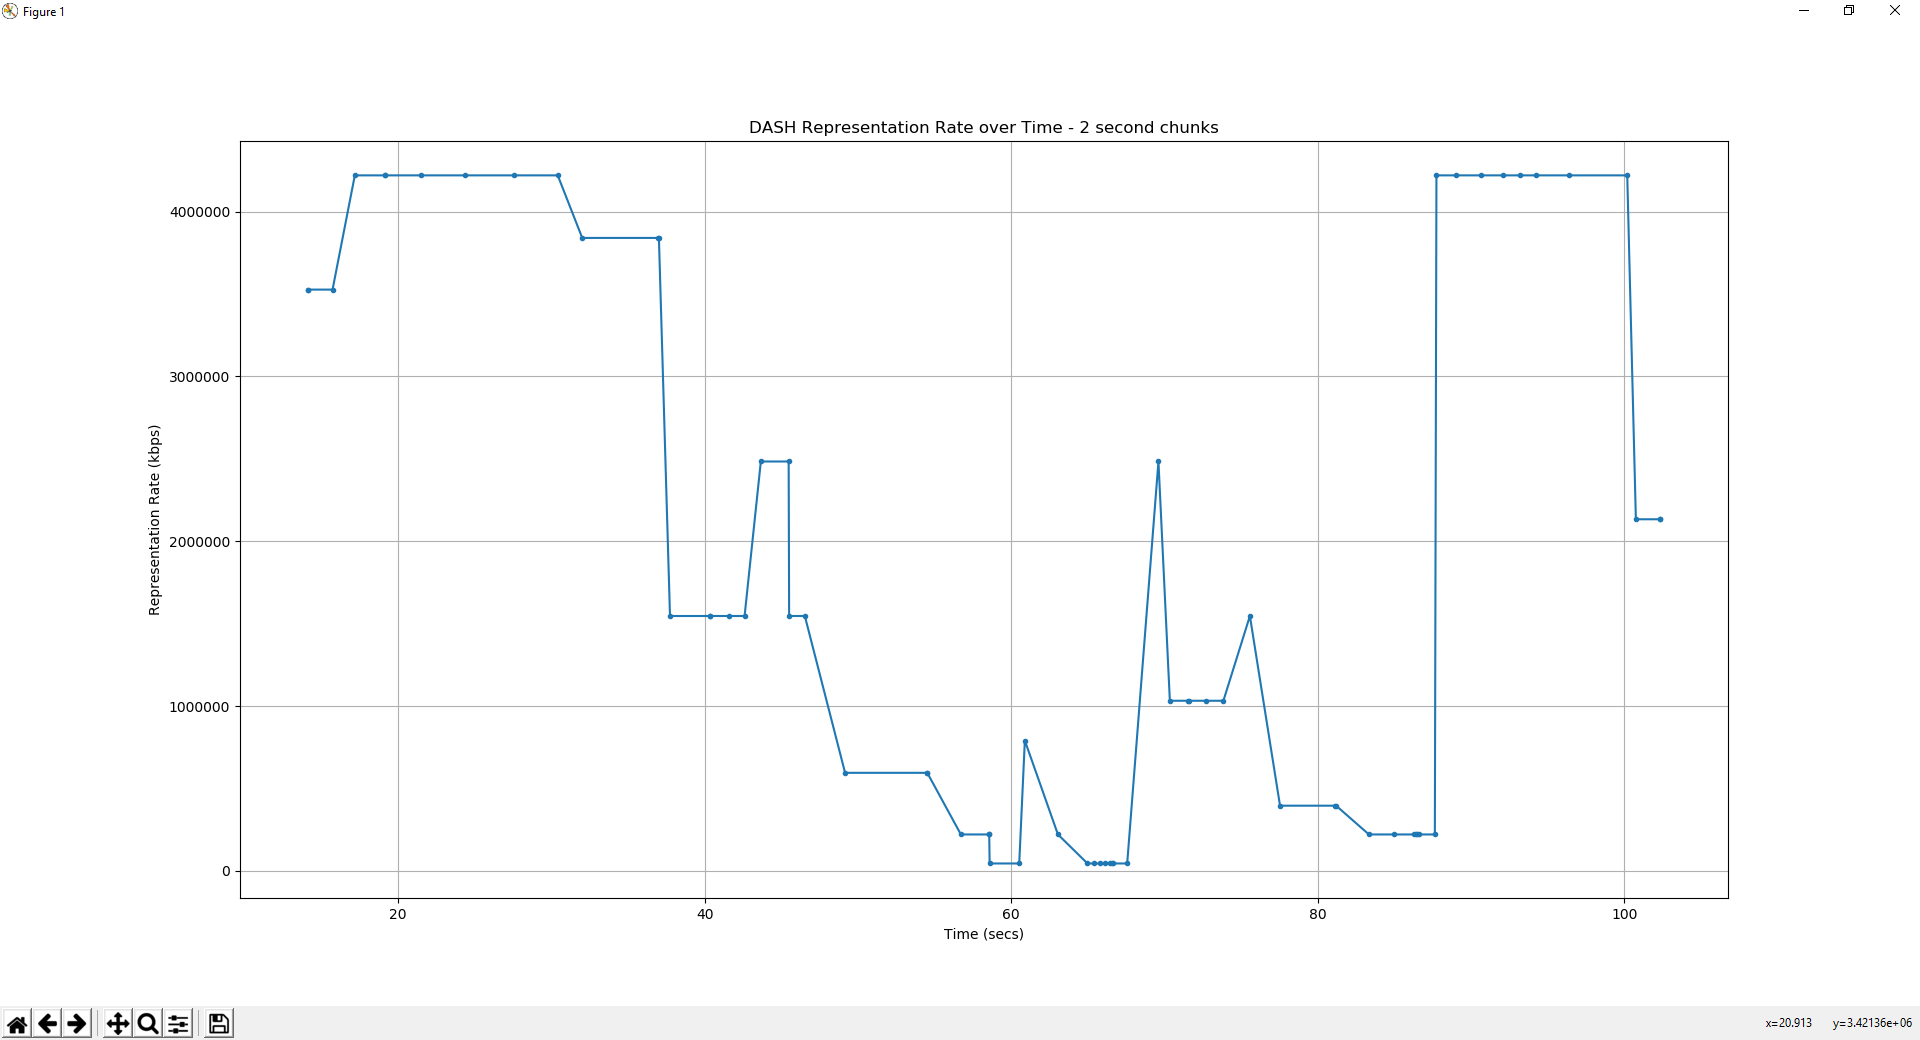 Figure 1
DASH Representation Rate over Time - 2 second chunks
4000000
3000000
2000000
1000000
0
Representation Rate (kbps)
20 40 60 80 100
Time (secs)
x=20.913 y=3.42136e+06